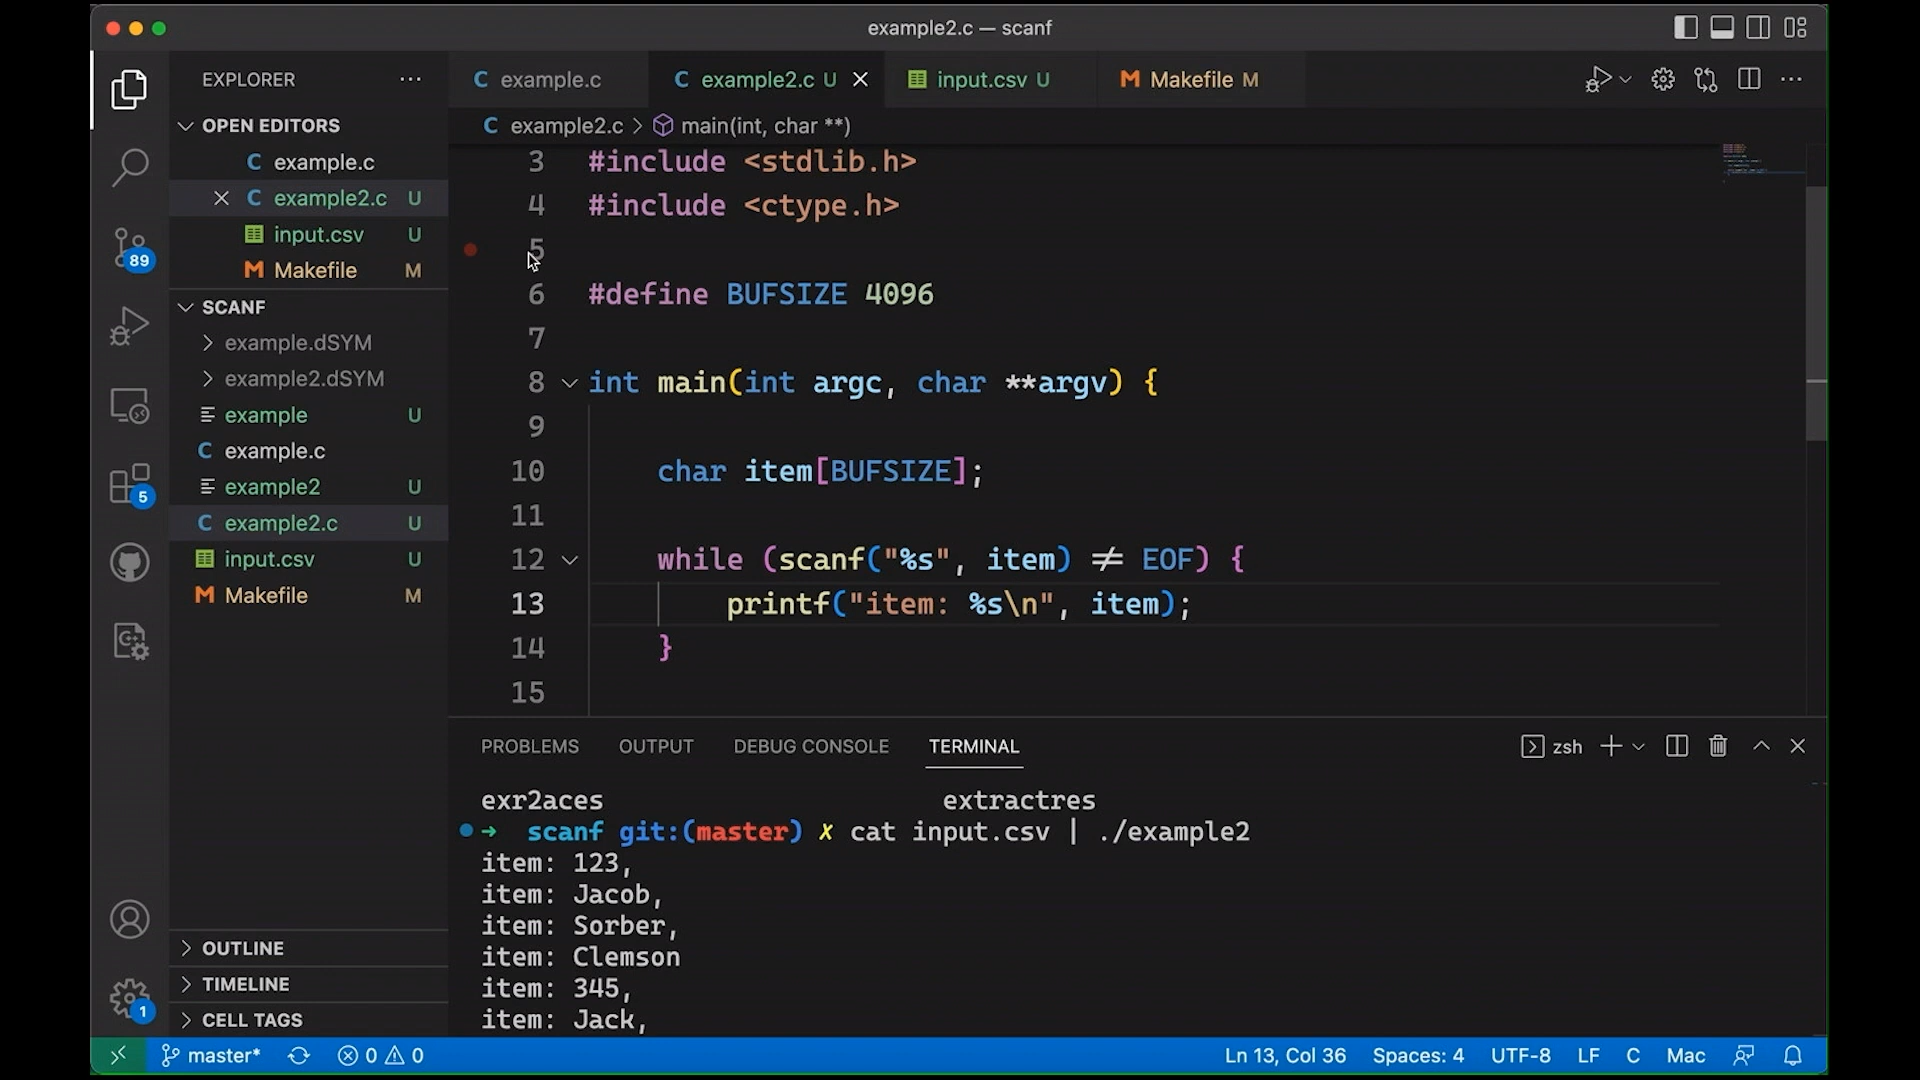 example2.c — scanf
EXPLORER
example.c
example2.c U
input.csv U
Makefile M
OPEN EDITORS
example.c
example2.c U
input.csv U
Makefile M
SCANF
example.dSYM
example2.dSYM
example U
example.c
example2 U
example2.c U
input.csv U
Makefile M
OUTLINE
TIMELINE
CELL TAGS
89
5
1
example2.c > main(int, char **)
3 #include <stdlib.h>
4 #include <ctype.h>
5
6 #define BUFSIZE 4096
7
8 int main(int argc, char **argv) {
9
10 char item[BUFSIZE];
11
12 while (scanf("%s", item) ≠ EOF) {
13 printf("item: %s\n", item);
14 }
15
PROBLEMS OUTPUT DEBUG CONSOLE TERMINAL
zsh
exr2aces extractres
➜ scanf git:(master) ✗ cat input.csv | ./example2
item: 123,
item: Jacob,
item: Sorber,
item: Clemson
item: 345,
item: Jack,
master* 0 0 Ln 13, Col 36 Spaces: 4 UTF-8 LF C Mac